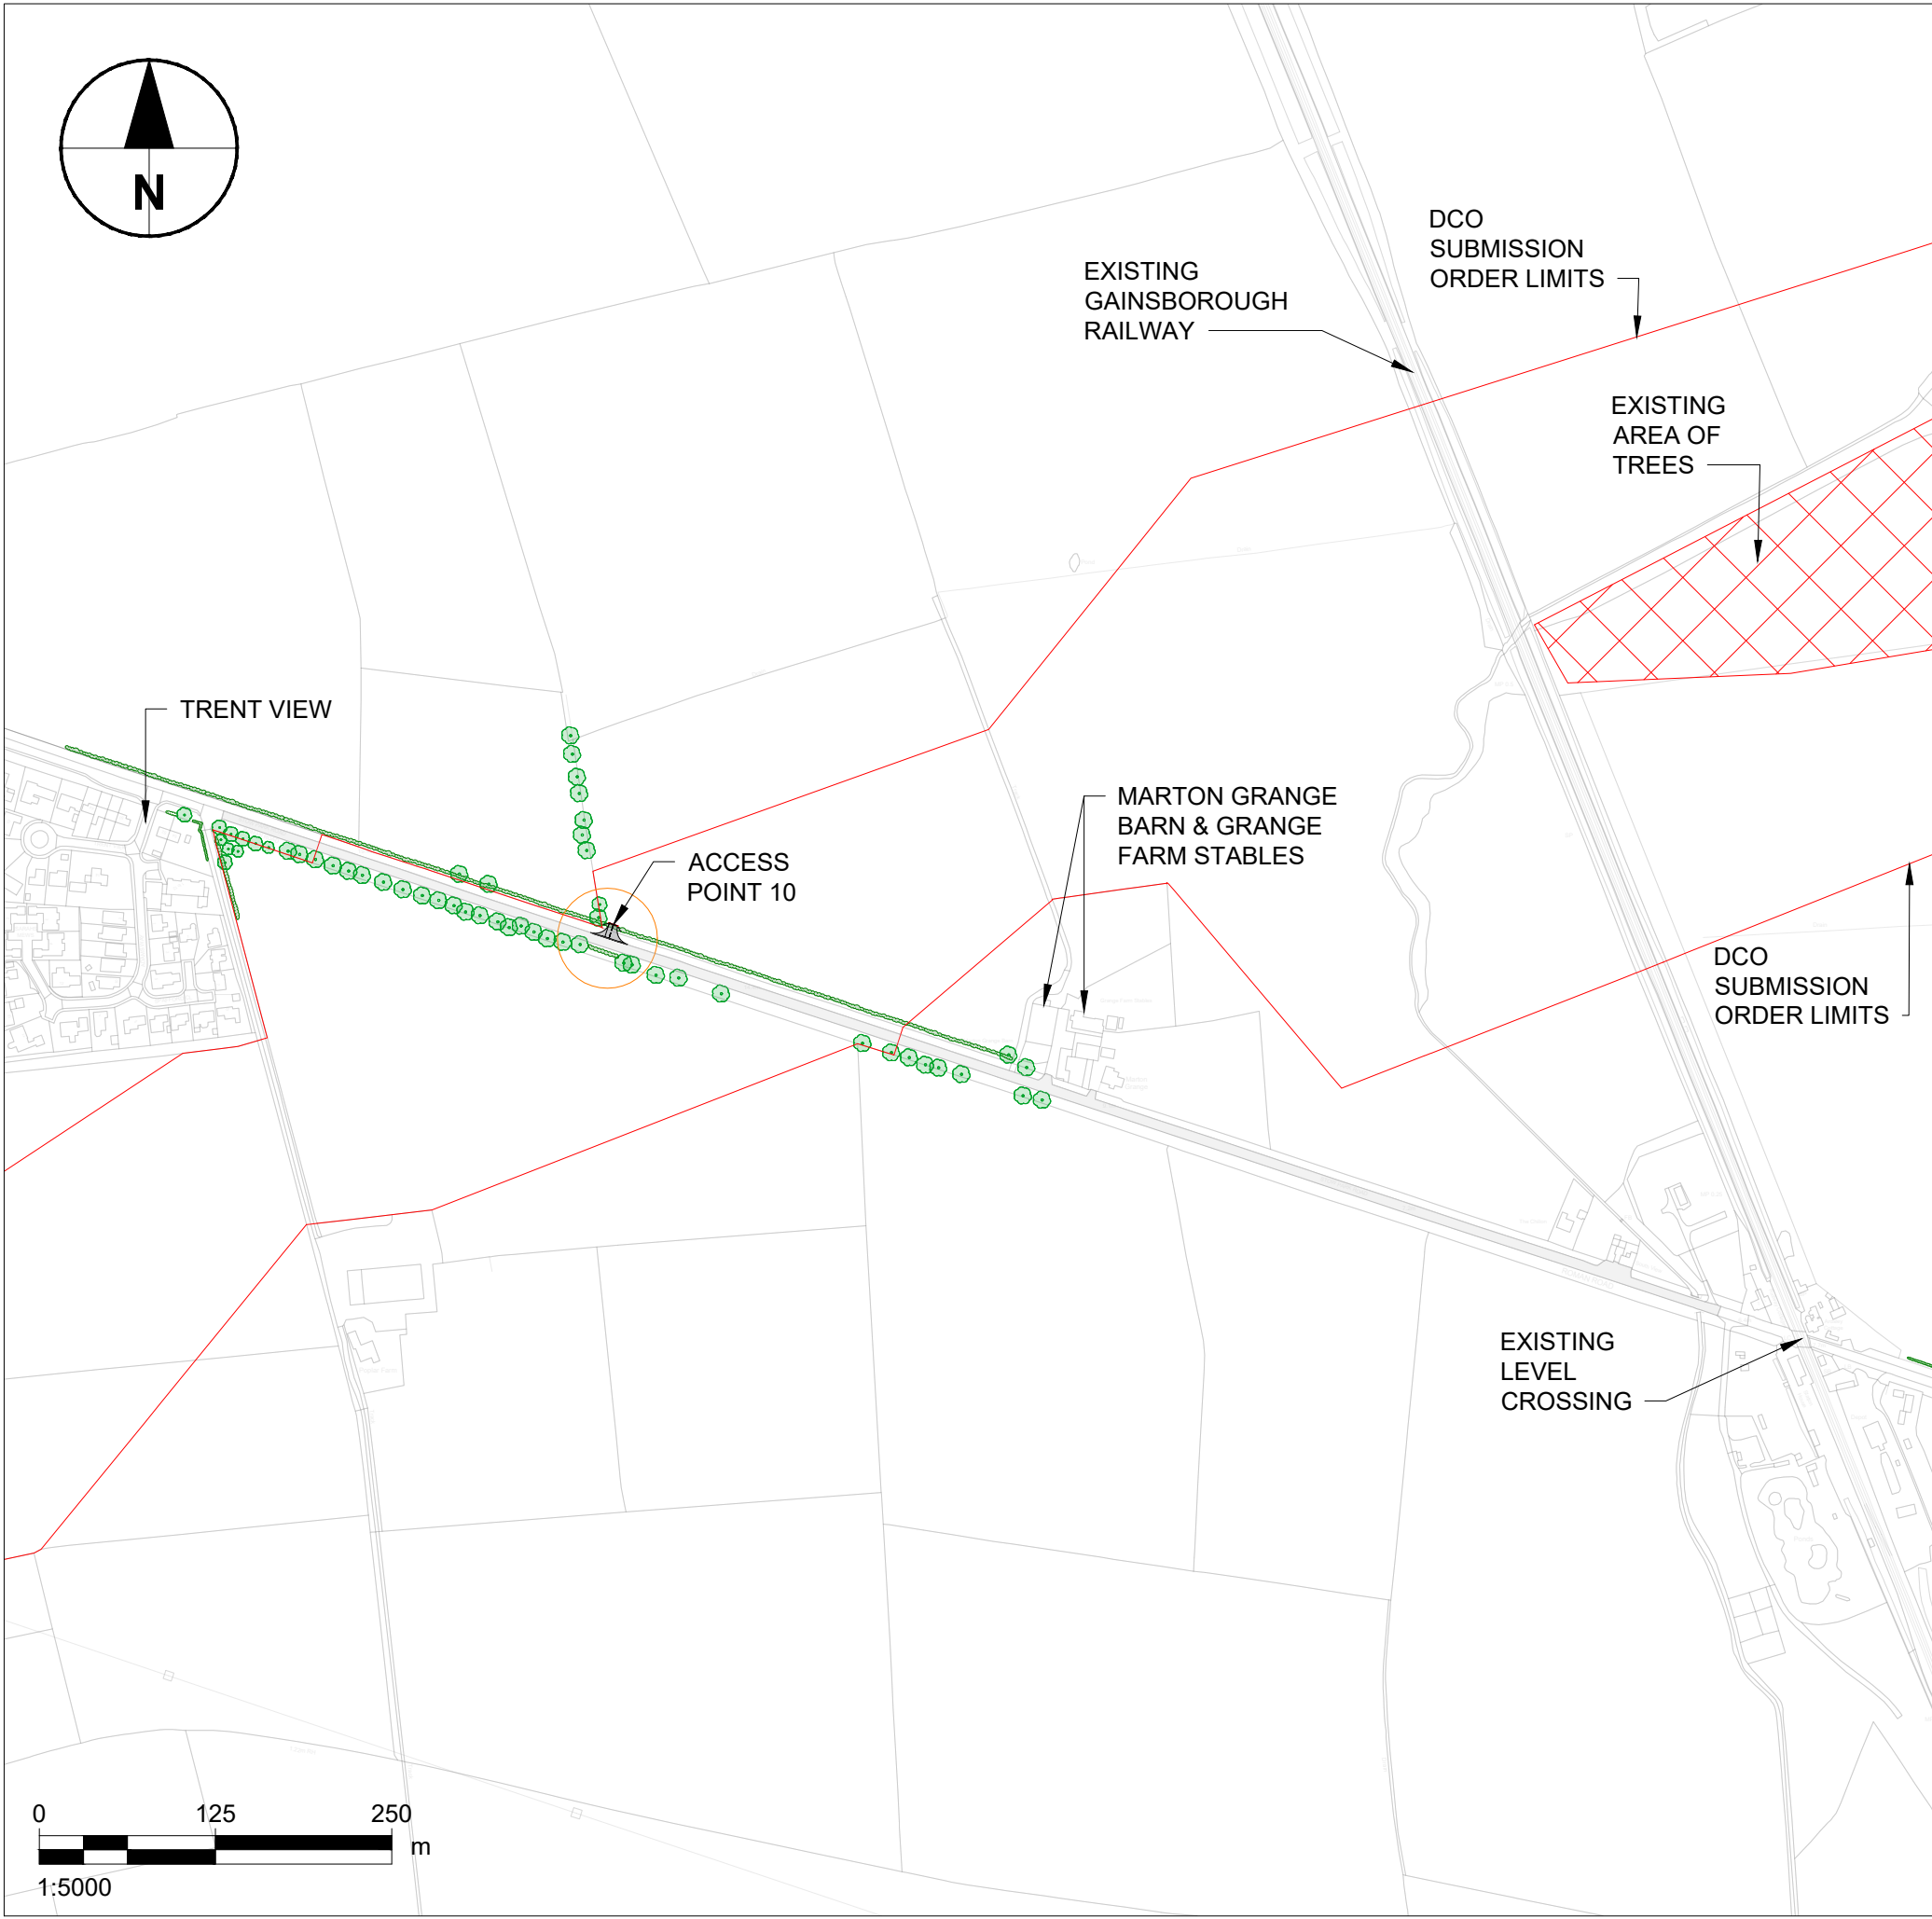 N
DCO
SUBMISSION
ORDER LIMITS
EXISTING
GAINSBOROUGH
RAILWAY
EXISTING
AREA OF
TREES
TRENT VIEW
MARTON GRANGE
BARN & GRANGE
FARM STABLES
ACCESS
POINT 10
DCO
SUBMISSION
ORDER LIMITS
EXISTING
LEVEL
CROSSING
0 125 250
m
1:5000